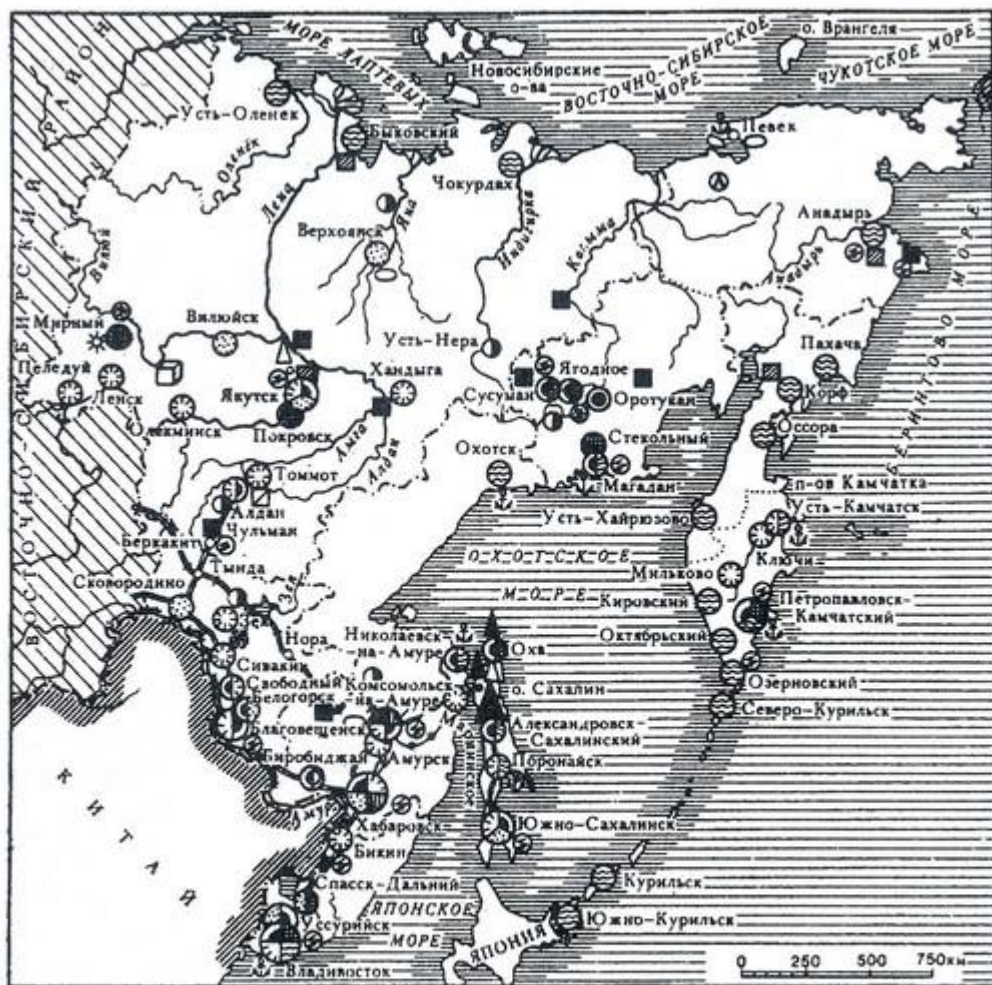 РАЙОН
МОРЕ ЛАПТЕВЫХ
Новосибирские
о-ва
ВОСТОЧНО-СИБИРСКОЕ
МОРЕ
о. Врангеля
ЧУКОТСКОЕ МОРЕ
Усть-Оленек
Быковский
Певек
Оленёк
Лена
Чокурдах
Яна
Верхоянск
Индигирка
Колыма
Анадырь
Анадырь
Вилюй
Мирный
Вилюйск
Усть-Нера
Пахача
Пеледуй
Хандыга
Ягодное
Ленск
Якутск
Сусуман
Оротукан
Корф
Олекминск
Покровск
Амга
Стекольный
Оссора
Алдан
Охотск
Томмот
Магадан
п-ов Камчатка
Алдан
Усть-Хайрюзово
Усть-Камчатск
Чульман
Беркакит
ОХОТСКОЕ
МОРЕ
Ключи
Тында
Мильково
Сковородино
Зея
Кировский
Петропавловск-
Камчатский
Зея
Нора
Николаевск-
на-Амуре
Оха
Октябрьский
Сиваки
Свободный
Комсомольск-
на-Амуре
о. Сахалин
Озерновский
Белогорск
Северо-Курильск
Благовещенск
Александровск-
Сахалинский
Биробиджан
Амурск
Поронайск
Амур
Хабаровск
Южно-Сахалинск
Бикин
Курильск
Спасск-Дальний
ЯПОНСКОЕ
МОРЕ
Уссурийск
Южно-Курильск
ЯПОНИЯ
Владивосток
КИТАЙ
ВОСТОЧНО-СИБИРСКИЙ
БЕРИНГОВО МОРЕ
0 250 500 750 км